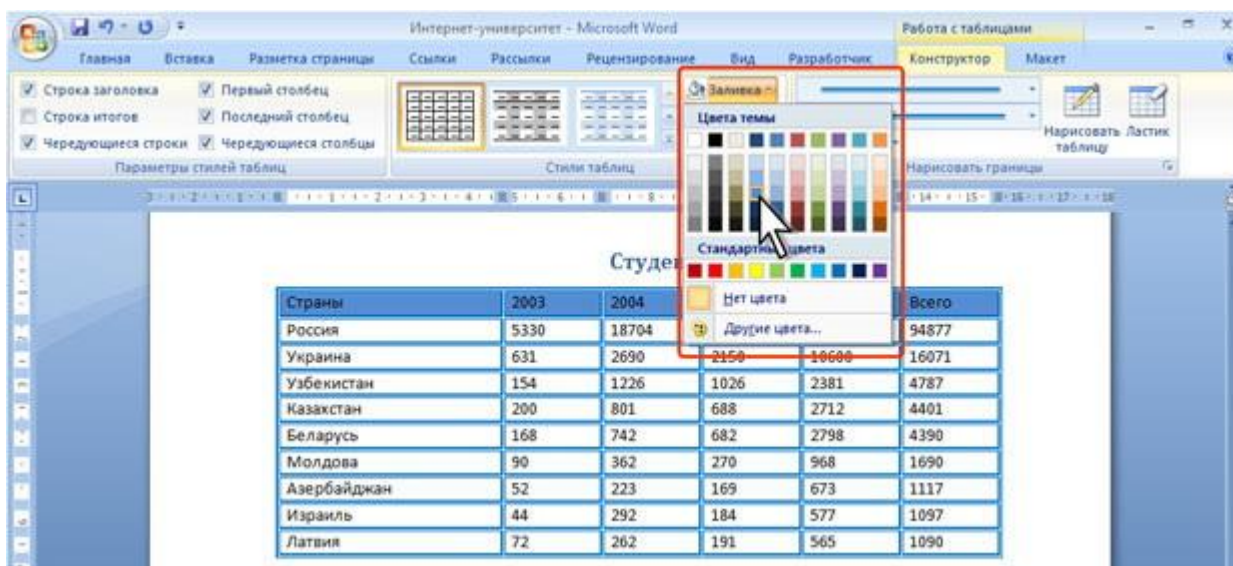 Интернет-университет - Microsoft Word
Работа с таблицами
Главная Вставка Разметка страницы Ссылки Рассылки Рецензирование Вид Разработчик Конструктор Макет
Строка заголовка Первый столбец Заливка
Строка итогов Последний столбец
Чередующиеся строки Чередующиеся столбцы
Нарисовать таблицу Ластик
Параметры стилей таблиц Стили таблиц Нарисовать границы
Цвета темы
Стандартные цвета
Нет цвета
Другие цвета...
Студен
Страны 2003 2004 Всего
Россия 5330 18704 94877
Украина 631 2690 2150 10600 16071
Узбекистан 154 1226 1026 2381 4787
Казахстан 200 801 688 2712 4401
Беларусь 168 742 682 2798 4390
Молдова 90 362 270 968 1690
Азербайджан 52 223 169 673 1117
Израиль 44 292 184 577 1097
Латвия 72 262 191 565 1090